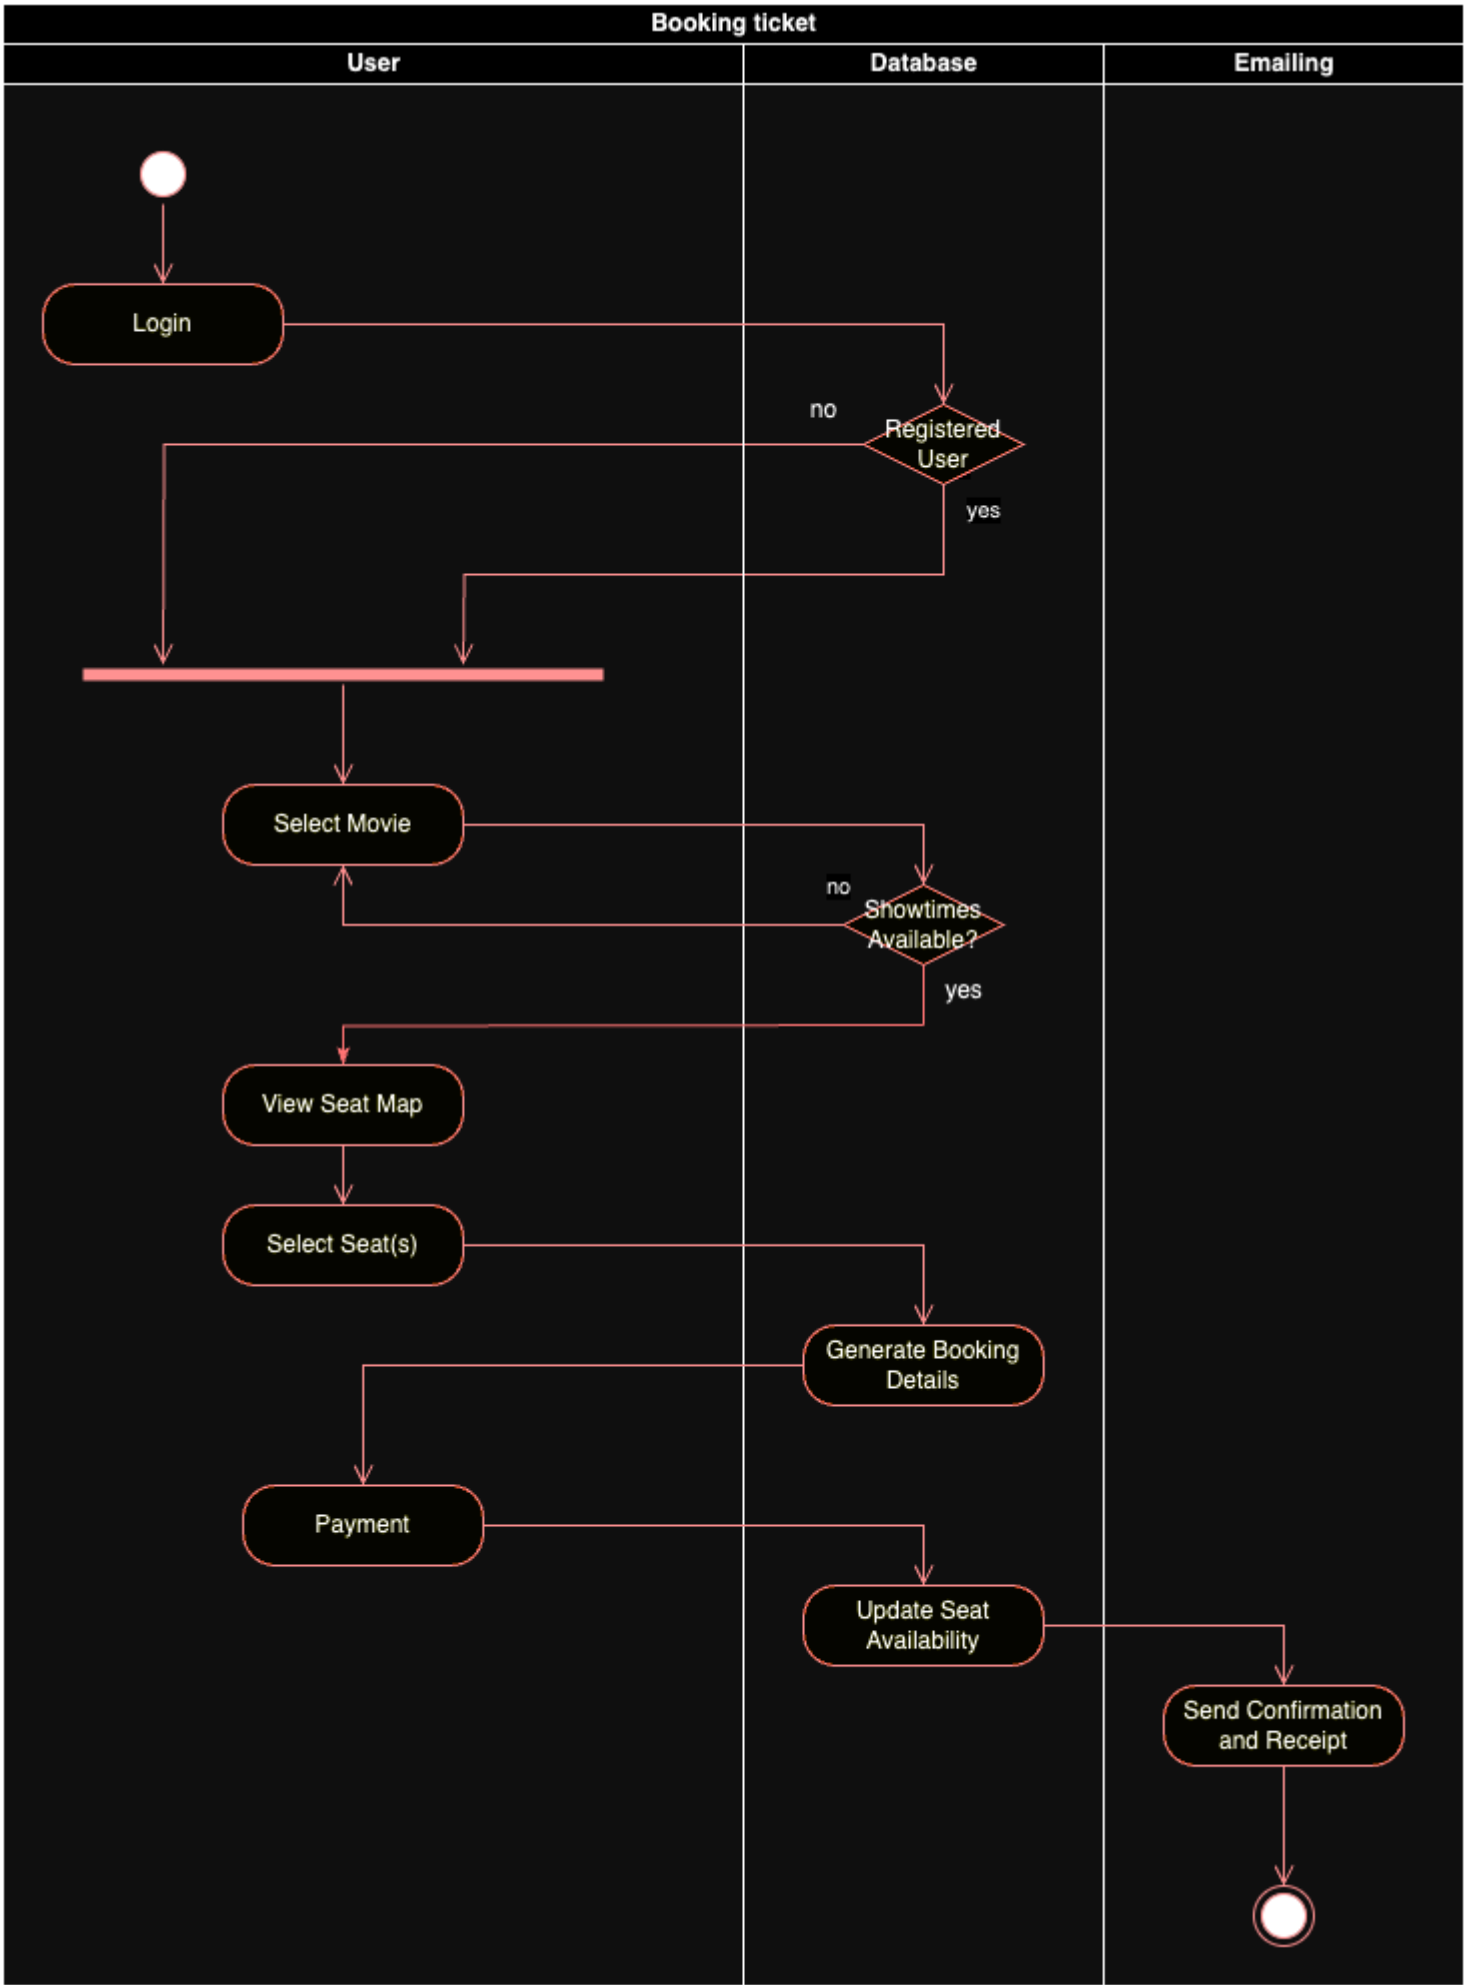 Booking ticket
User
Database
Emailing
Login
no
Registered
User
yes
Select Movie
no
Showtimes
Available?
yes
View Seat Map
Select Seat(s)
Generate Booking
Details
Payment
Update Seat
Availability
Send Confirmation
and Receipt